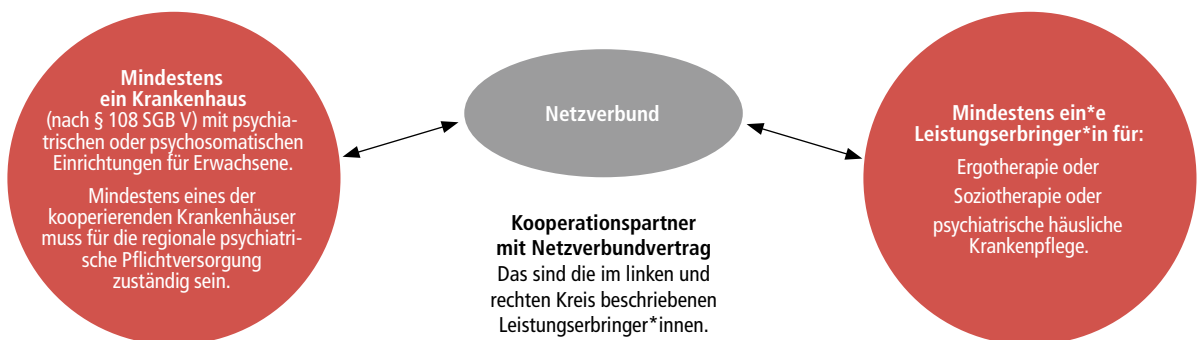 Mindestens
ein Krankenhaus
(nach § 108 SGB V) mit psychia-
trischen oder psychosomatischen
Einrichtungen für Erwachsene.
Mindestens eines der
kooperierenden Krankenhäuser
muss für die regionale psychiatri-
sche Pflichtversorgung
zuständig sein.
Netzverbund
Kooperationspartner
mit Netzverbundvertrag
Das sind die im linken und
rechten Kreis beschriebenen
Leistungserbringer*innen.
Mindestens ein*e
Leistungserbringer*in für:
Ergotherapie oder
Soziotherapie oder
psychiatrische häusliche
Krankenpflege.